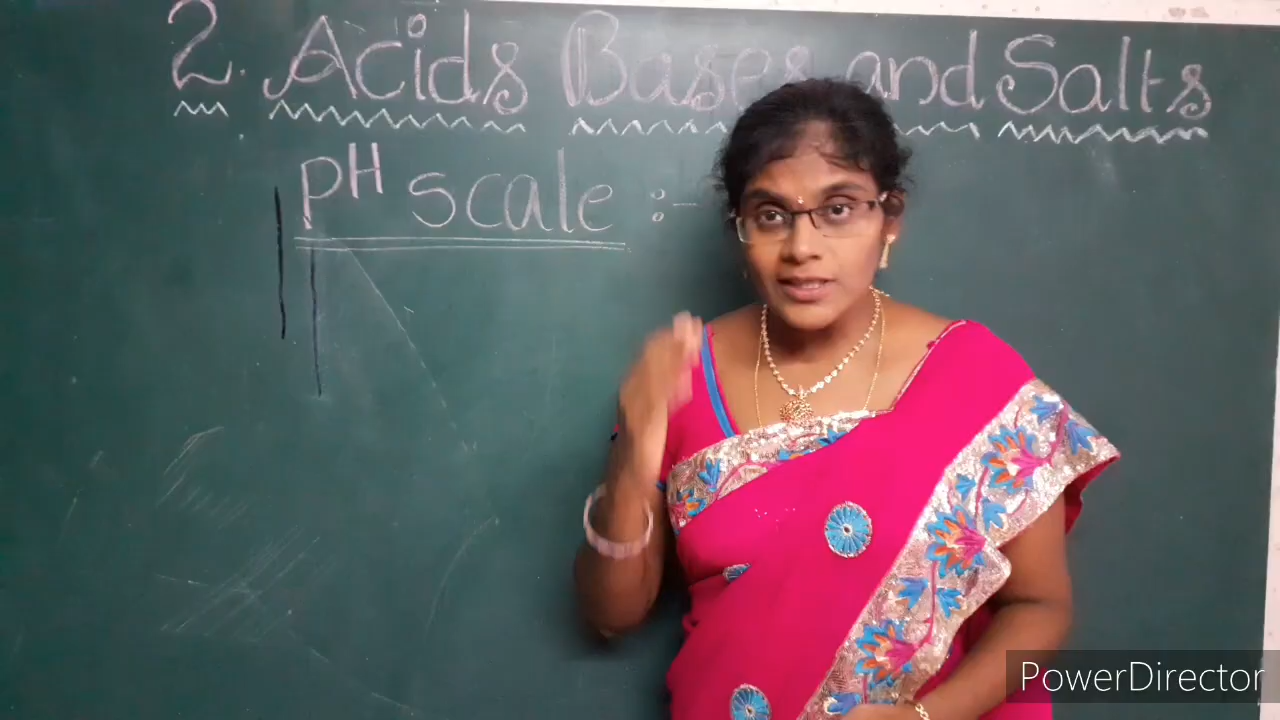 2. Acids Bases and Salts
pH scale :-
PowerDirector